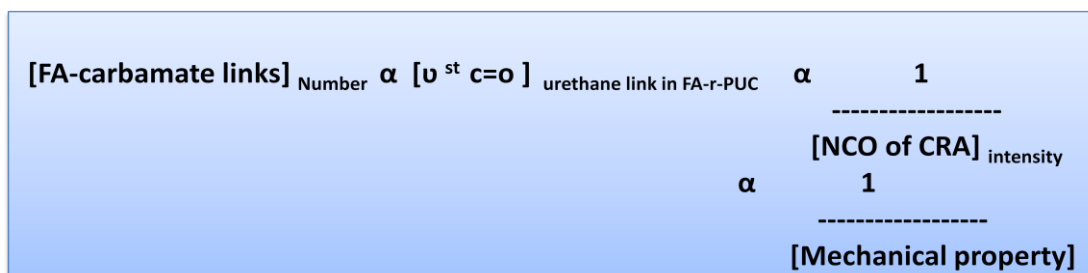 [FA-carbamate links] Number α [υ st c=o ] urethane link in FA-r-PUC α 1
------------------
[NCO of CRA] intensity
α 1
------------------
[Mechanical property]